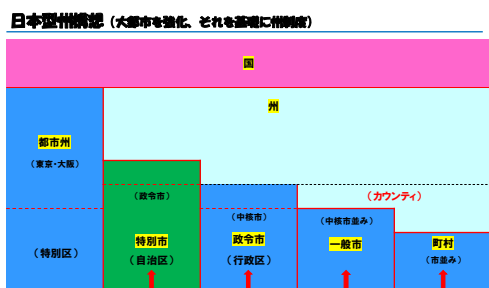 日本型州構想（大都市を強化、それを基礎に州制度）
国
州
都市州
（東京・大阪）
（政令市）
（カウンティ）
（中核市）
（中核市並み）
特別市
政令市
一般市
町村
（特別区）
（自治区）
（行政区）
（市並み）